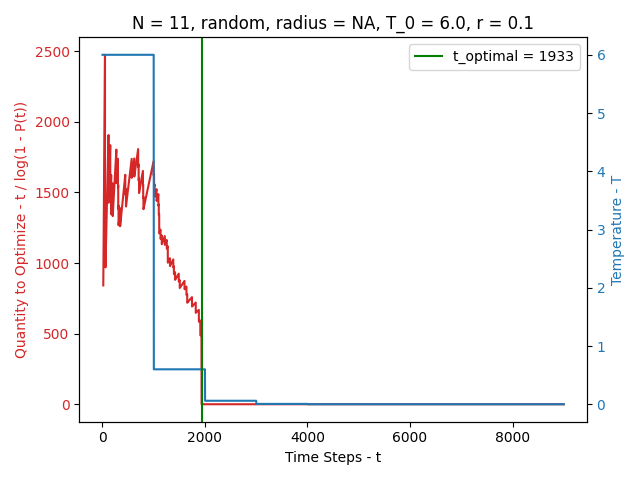 N = 11, random, radius = NA, T_0 = 6.0, r = 0.1
t_optimal = 1933
Quantity to Optimize - t / log(1 - P(t))
2500
2000
1500
1000
500
0
6
5
4
3
2
1
0
Temperature - T
0 2000 4000 6000 8000
Time Steps - t